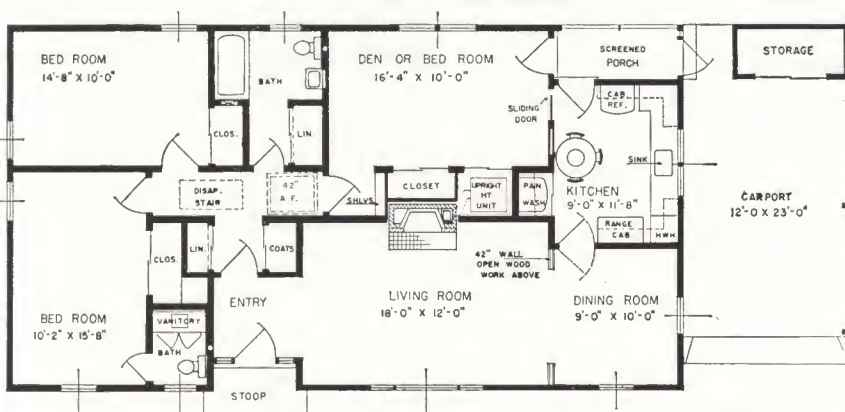 BED ROOM
14'-8" X 10'-0"
BATH
DEN OR BED ROOM
16'-4" X 10'-0"
SCREENED
PORCH
STORAGE
CLOS.
LIN.
SLIDING
DOOR
CAB.
REF.
SINK
DISAP.
STAIR
42"
A.F.
SHLVS.
CLOSET
UPRIGHT
HT
UNIT
PAN
WASH
KITCHEN
9'-0" X 11'-8"
RANGE
CAB
HWH
CARPORT
12'-0 X 23'-0"
CLOS.
LIN.
COATS
42" WALL
OPEN WOOD
WORK ABOVE
BED ROOM
10'-2" X 15'-8"
VANITORY
BATH
ENTRY
LIVING ROOM
18'-0" X 12'-0"
DINING ROOM
9'-0" X 10'-0"
STOOP